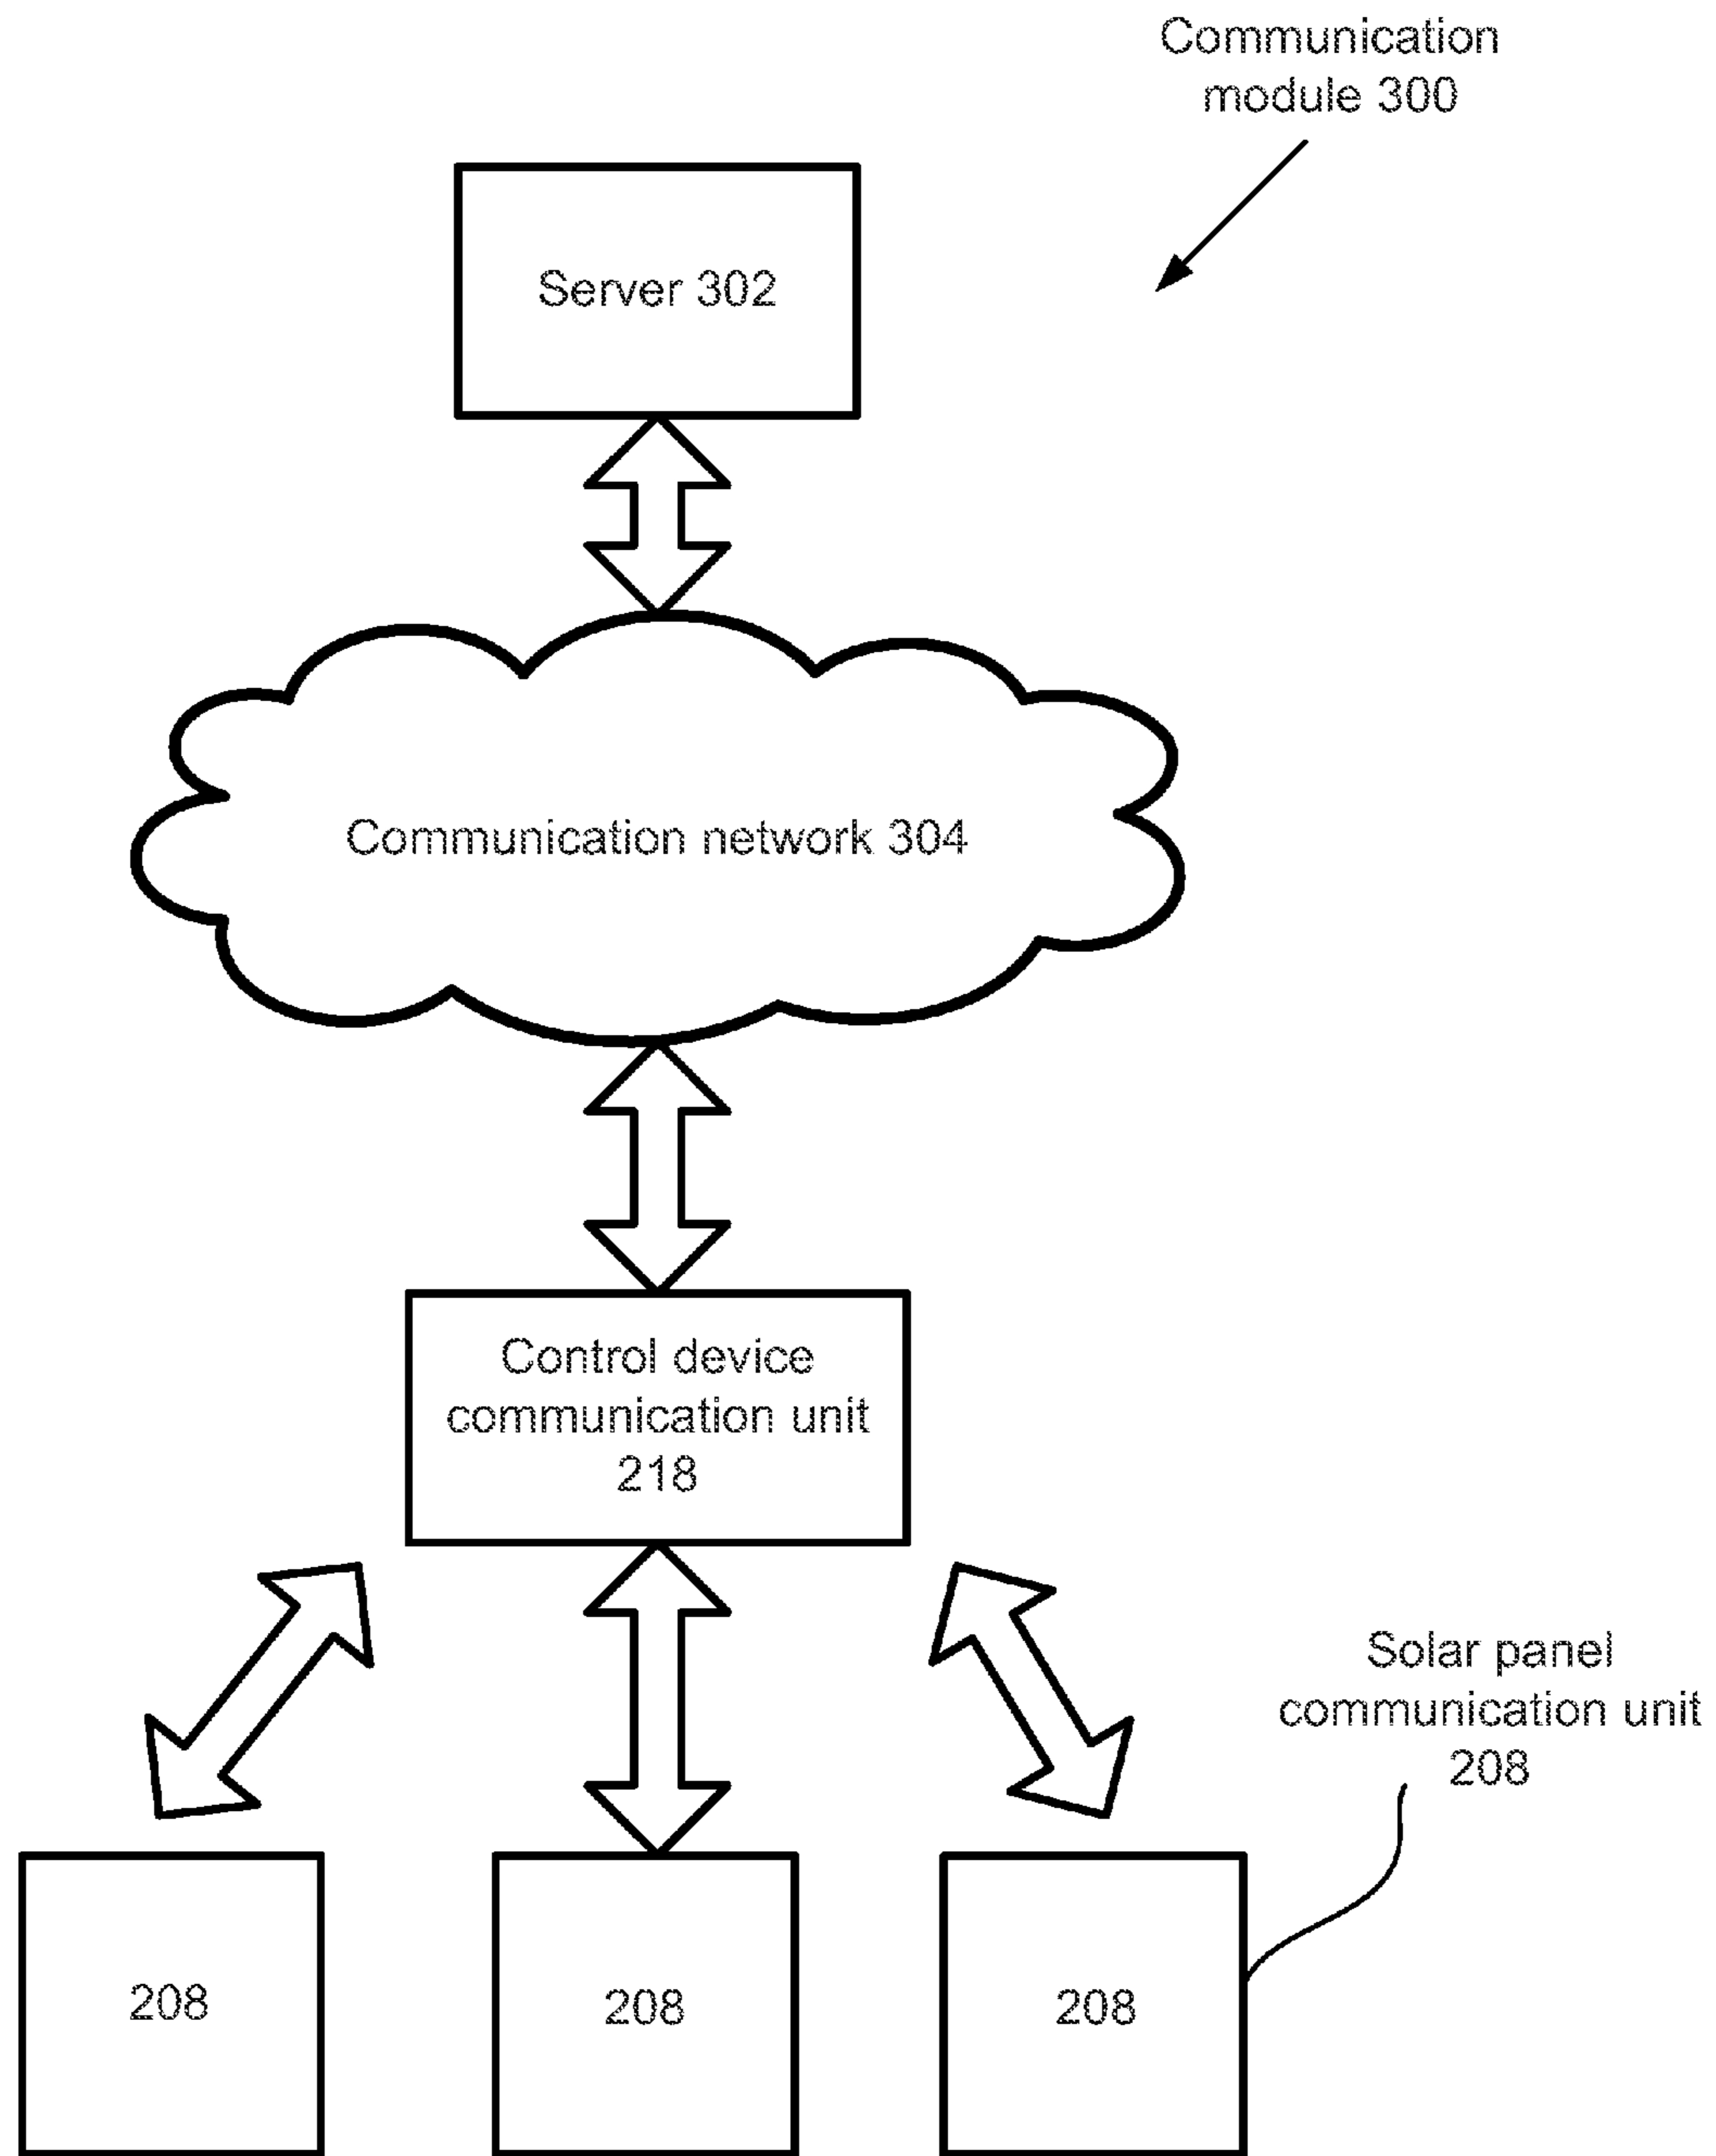 Communication
module 300
Server 302
Communication network 304
Control device
communication unit
218
Solar panel
communication unit
208
208
208
208